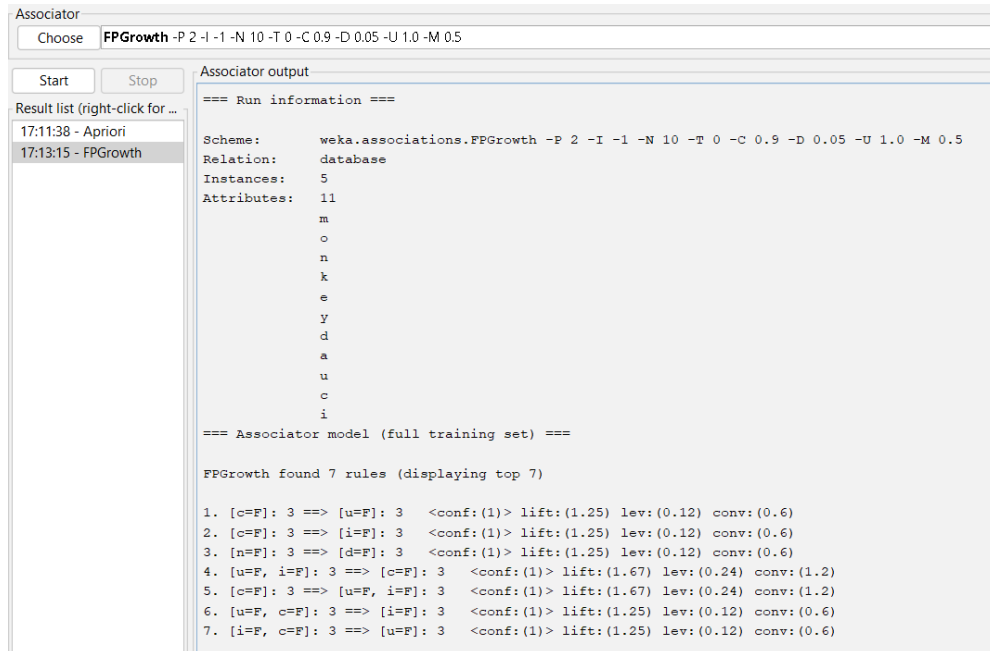 Associator
Choose FPGrowth -P 2 -I -1 -N 10 -T 0 -C 0.9 -D 0.05 -U 1.0 -M 0.5
Start Stop
Result list (right-click for ...
17:11:38 - Apriori
17:13:15 - FPGrowth
Associator output
=== Run information ===
Scheme: weka.associations.FPGrowth -P 2 -I -1 -N 10 -T 0 -C 0.9 -D 0.05 -U 1.0 -M 0.5
Relation: database
Instances: 5
Attributes: 11
m
o
n
k
e
y
d
a
u
c
i
=== Associator model (full training set) ===
FPGrowth found 7 rules (displaying top 7)
1. [c=F]: 3 ==> [u=F]: 3 <conf:(1)> lift:(1.25) lev:(0.12) conv:(0.6)
2. [c=F]: 3 ==> [i=F]: 3 <conf:(1)> lift:(1.25) lev:(0.12) conv:(0.6)
3. [n=F]: 3 ==> [d=F]: 3 <conf:(1)> lift:(1.25) lev:(0.12) conv:(0.6)
4. [u=F, i=F]: 3 ==> [c=F]: 3 <conf:(1)> lift:(1.67) lev:(0.24) conv:(1.2)
5. [c=F]: 3 ==> [u=F, i=F]: 3 <conf:(1)> lift:(1.67) lev:(0.24) conv:(1.2)
6. [u=F, c=F]: 3 ==> [i=F]: 3 <conf:(1)> lift:(1.25) lev:(0.12) conv:(0.6)
7. [i=F, c=F]: 3 ==> [u=F]: 3 <conf:(1)> lift:(1.25) lev:(0.12) conv:(0.6)